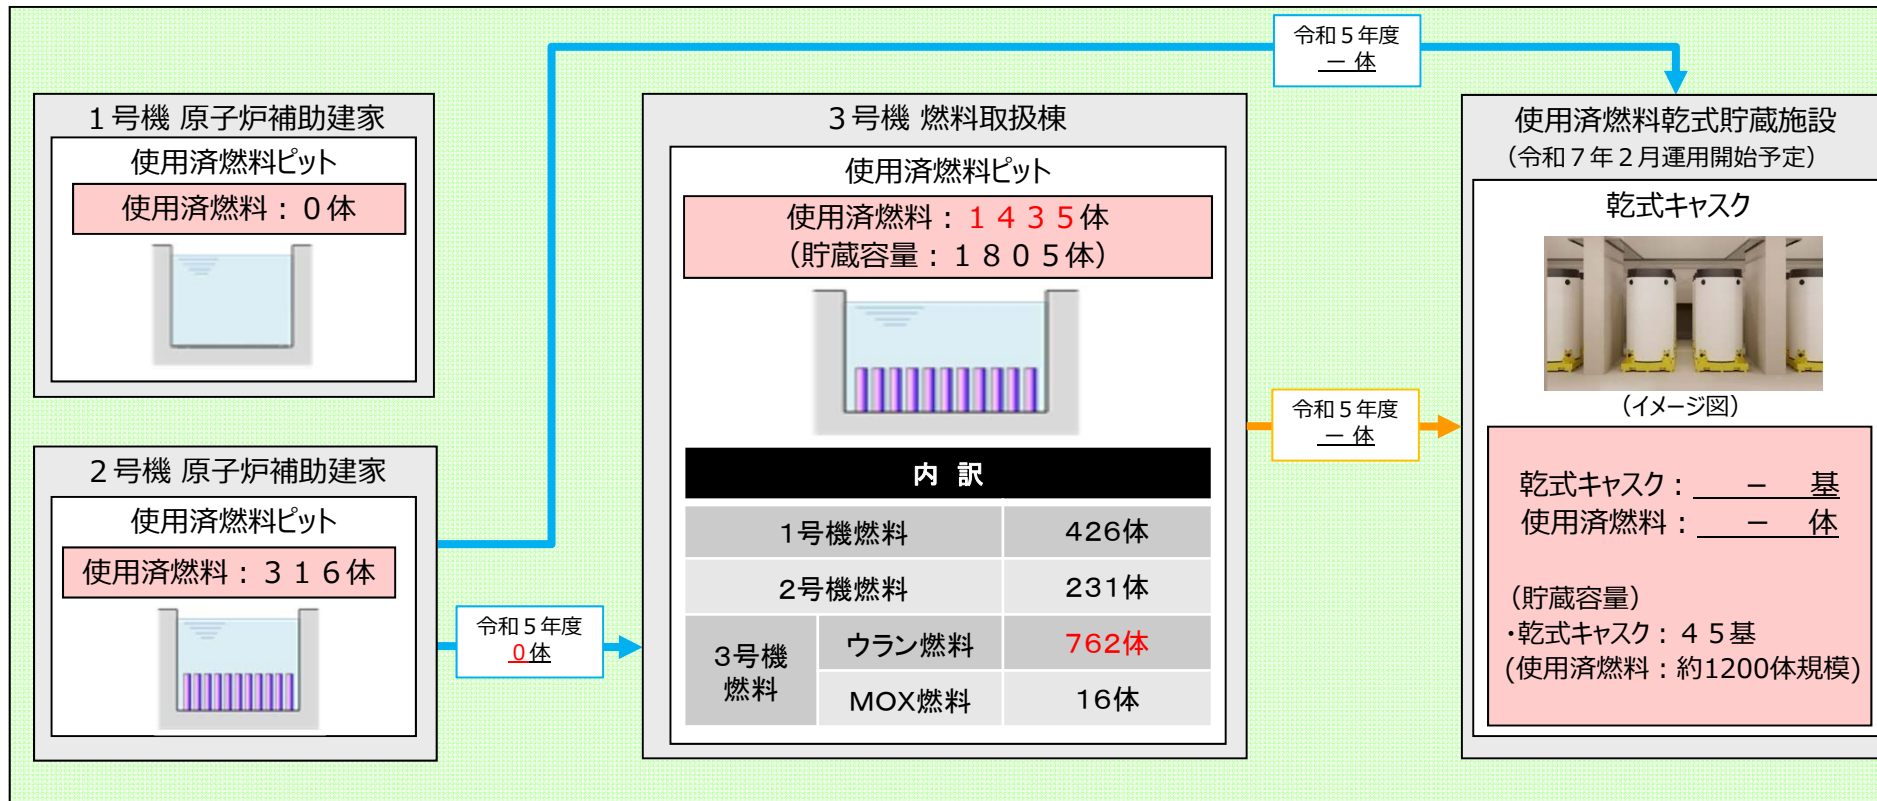 令和５年度
－ 体
１号機 原子炉補助建家
使用済燃料ピット
使用済燃料：０体
２号機 原子炉補助建家
使用済燃料ピット
使用済燃料：３１６体
令和５年度
０体
３号機 燃料取扱棟
使用済燃料ピット
使用済燃料：１４３５体
（貯蔵容量：１８０５体）
内 訳
1号機燃料 426体
2号機燃料 231体
3号機
燃料
ウラン燃料 762体
MOX燃料 16体
令和５年度
－ 体
使用済燃料乾式貯蔵施設
（令和７年２月運用開始予定）
乾式キャスク
（イメージ図）
乾式キャスク： － 基
使用済燃料： － 体
（貯蔵容量）
・乾式キャスク：４５基
(使用済燃料：約1200体規模)